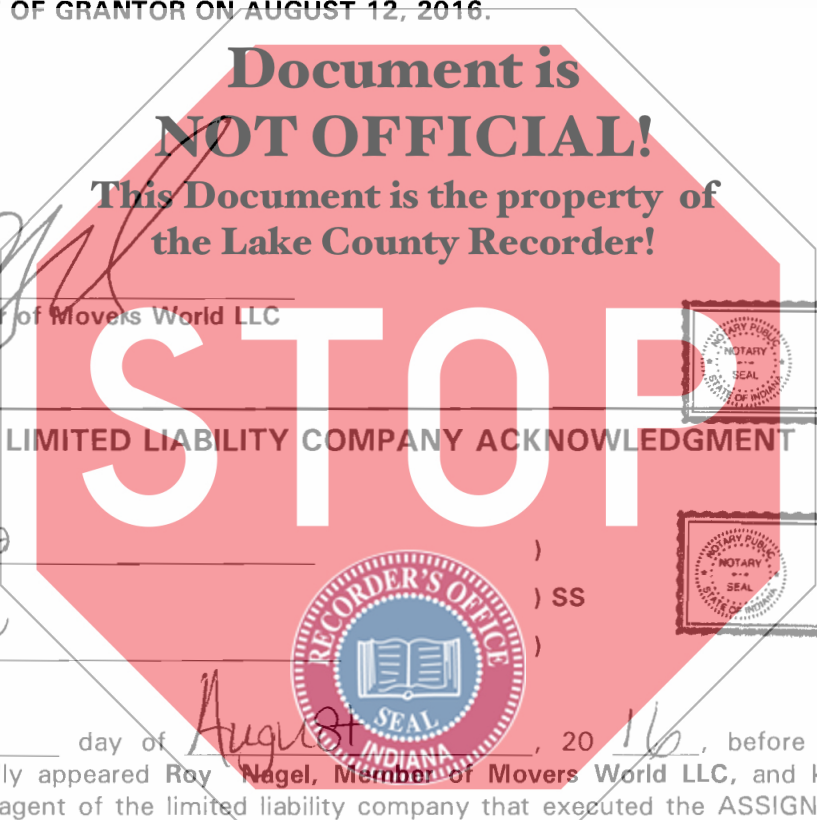 OF GRANTOR ON AUGUST 12, 2016.
Document is
NOT OFFICIAL!
This Document is the property of
the Lake County Recorder!
of Movers World LLC
STOP
NOTARY PUBLIC
NOTARY
SEAL
STATE OF INDIANA
LIMITED LIABILITY COMPANY ACKNOWLEDGMENT
)
) SS
)
NOTARY PUBLIC
NOTARY
SEAL
STATE OF INDIANA
RECORDER'S OFFICE
SEAL
INDIANA
day of August, 20 16, before
ly appeared Roy Nagel, Member of Movers World LLC, and
agent of the limited liability company that executed the ASSIGN